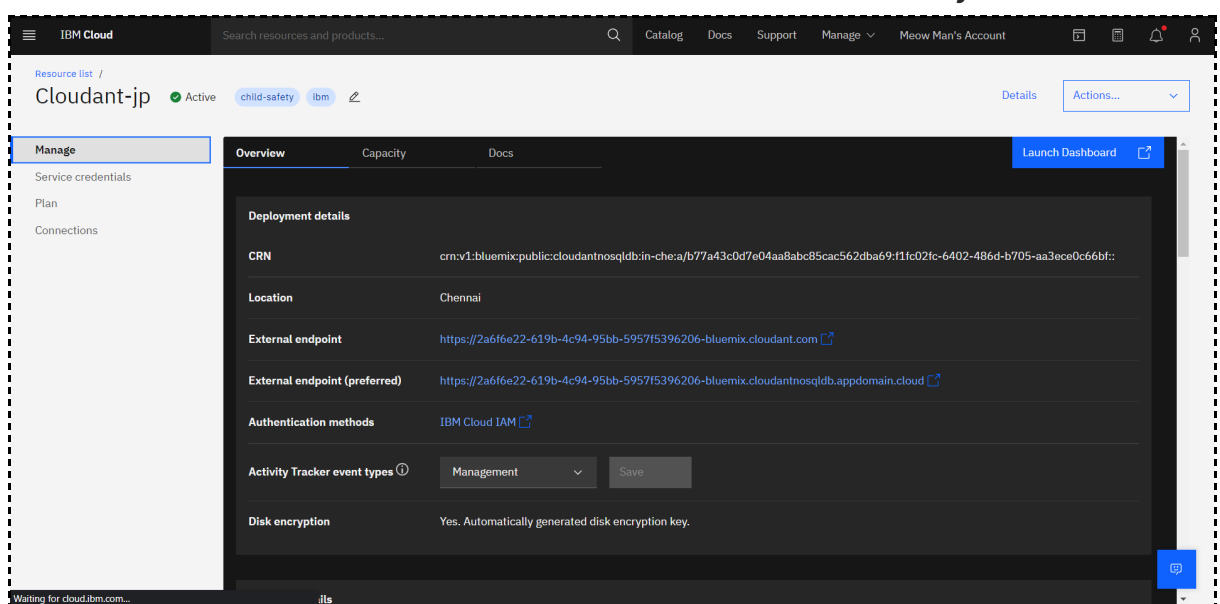 IBM Cloud
Search resources and products...
Catalog
Docs
Support
Manage
Meow Man's Account
Resource list /
Cloudant-jp
Active
child-safety
ibm
Details
Actions...
Manage
Service credentials
Plan
Connections
Overview
Capacity
Docs
Launch Dashboard
Deployment details
CRN
crn:v1:bluemix:public:cloudantnosqldb:in-che:a/b77a43c0d7e04aa8abc85cac562dba69:f1fc02fc-6402-486d-b705-aa3ece0c66bf::
Location
Chennai
External endpoint
https://2a6f6e22-619b-4c94-95bb-5957f5396206-bluemix.cloudant.com
External endpoint (preferred)
https://2a6f6e22-619b-4c94-95bb-5957f5396206-bluemix.cloudantnosqldb.appdomain.cloud
Authentication methods
IBM Cloud IAM
Activity Tracker event types
Management
Save
Disk encryption
Yes. Automatically generated disk encryption key.
Waiting for cloud.ibm.com...
ils